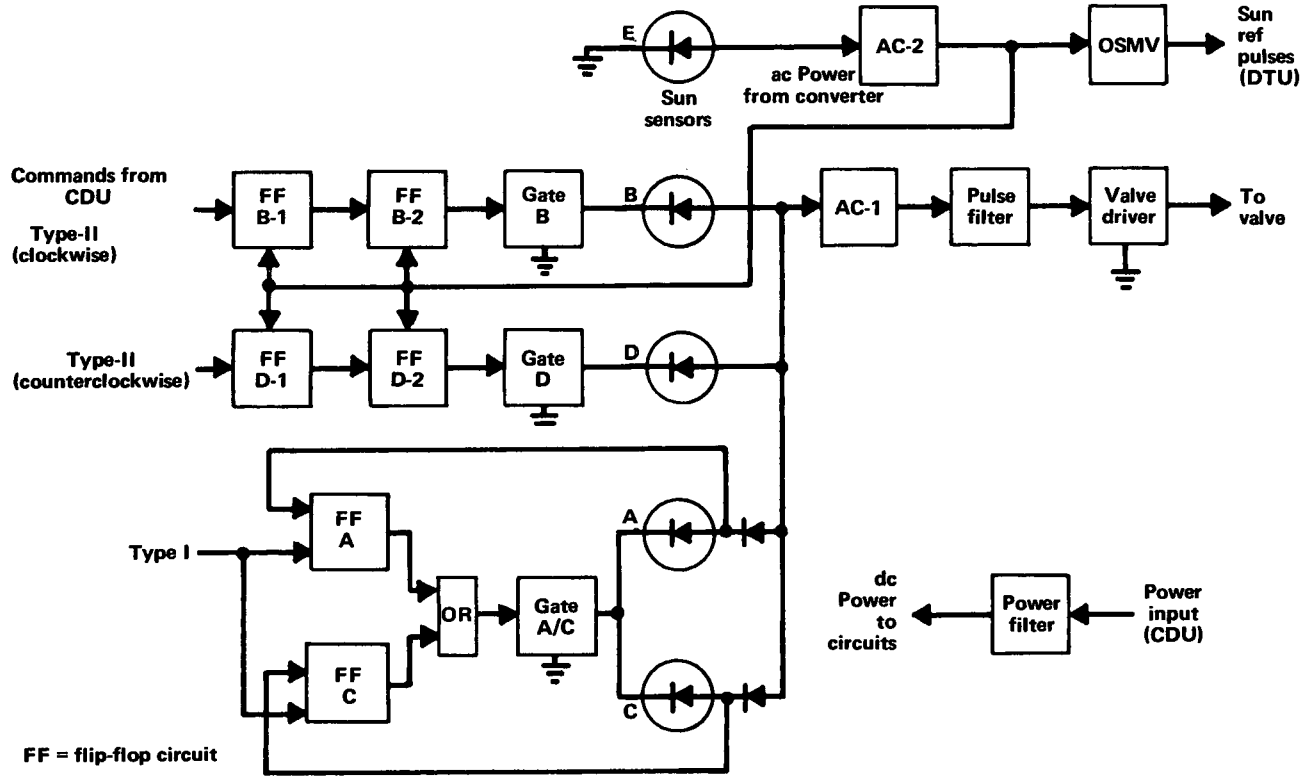 E
AC-2
OSMV
Sun
ref
pulses
(DTU)
ac Power
from converter
Sun
sensors
Commands from
CDU
Type-II
(clockwise)
FF
B-1
FF
B-2
Gate
B
B
AC-1
Pulse
filter
Valve
driver
To
valve
Type-II
(counterclockwise)
FF
D-1
FF
D-2
Gate
D
D
Type I
FF
A
OR
Gate
A/C
A
FF
C
C
dc
Power
to
circuits
Power
filter
Power
input
(CDU)
FF = flip-flop circuit